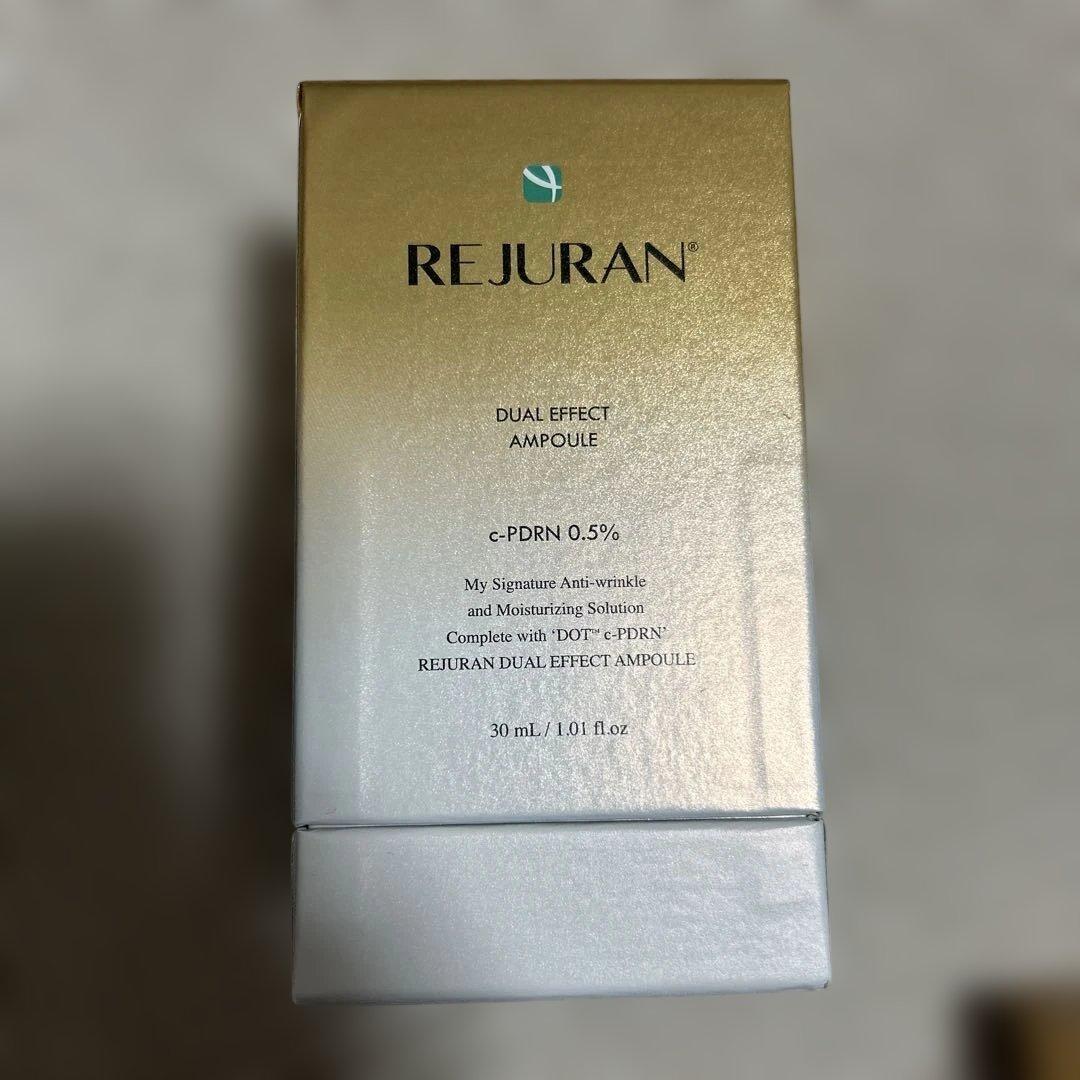 REJURAN®
DUAL EFFECT
AMPOULE
c-PDRN 0.5%
My Signature Anti-wrinkle
and Moisturizing Solution
Complete with ‘DOT™ c-PDRN’
REJURAN DUAL EFFECT AMPOULE
30 mL / 1.01 fl.oz